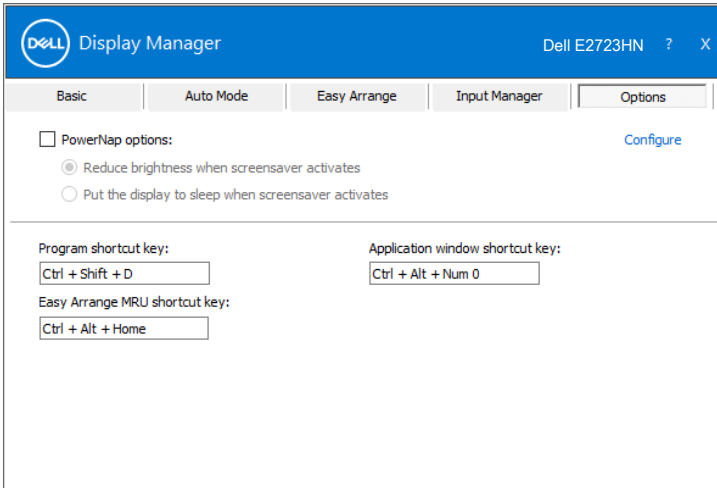 DELL Display Manager Dell E2723HN ? X
Basic Auto Mode Easy Arrange Input Manager Options
PowerNap options: Configure
Reduce brightness when screensaver activates
Put the display to sleep when screensaver activates
Program shortcut key: Application window shortcut key:
Ctrl + Shift + D Ctrl + Alt + Num 0
Easy Arrange MRU shortcut key:
Ctrl + Alt + Home